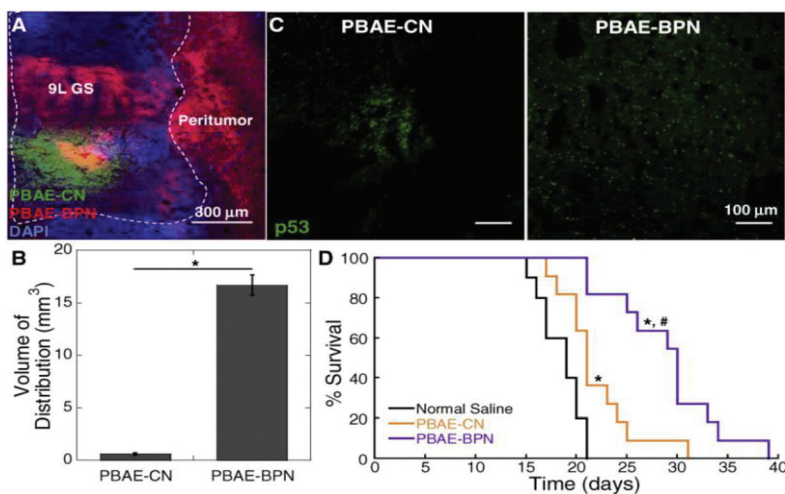 A
9L GS
Peritumor
PBAE-CN
PBAE-BPN
DAPI
300 μm
C
PBAE-CN
PBAE-BPN
p53
100 μm
B
Volume of
Distribution (mm³)
20
15
10
5
0
*
PBAE-CN
PBAE-BPN
D
% Survival
100
80
60
40
20
0
*, #
*
Normal Saline
PBAE-CN
PBAE-BPN
0 5 10 15 20 25 30 35 40
Time (days)